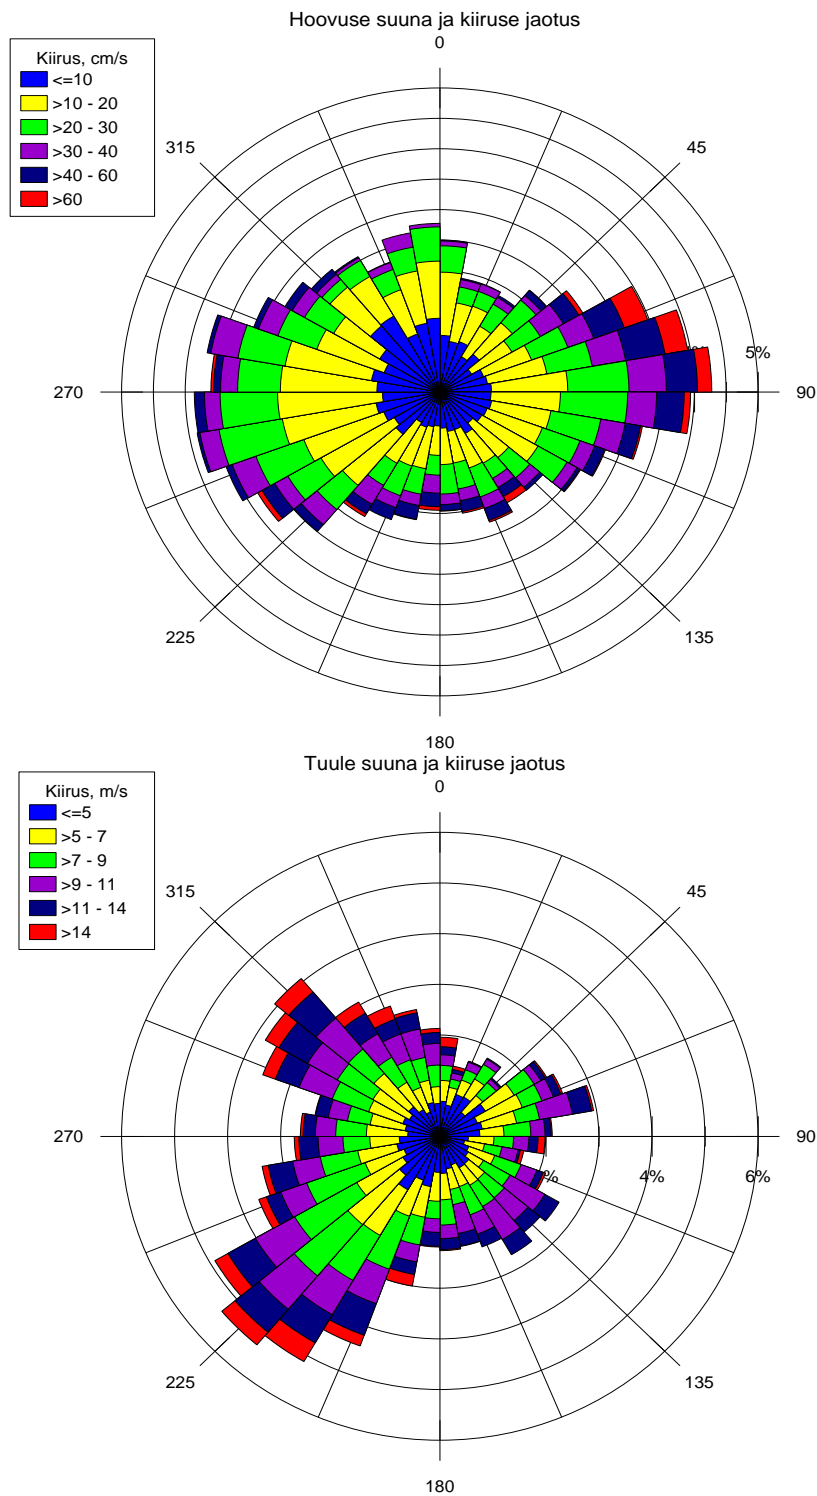 Hoovuse suuna ja kiiruse jaotus
0
Kiirus, cm/s
<=10
>10 - 20
>20 - 30
>30 - 40
>40 - 60
>60
315
45
5%
270
90
225
135
180
Tuule suuna ja kiiruse jaotus
0
Kiirus, m/s
<=5
>5 - 7
>7 - 9
>9 - 11
>11 - 14
>14
315
45
270
90
% 4% 6%
225
135
180